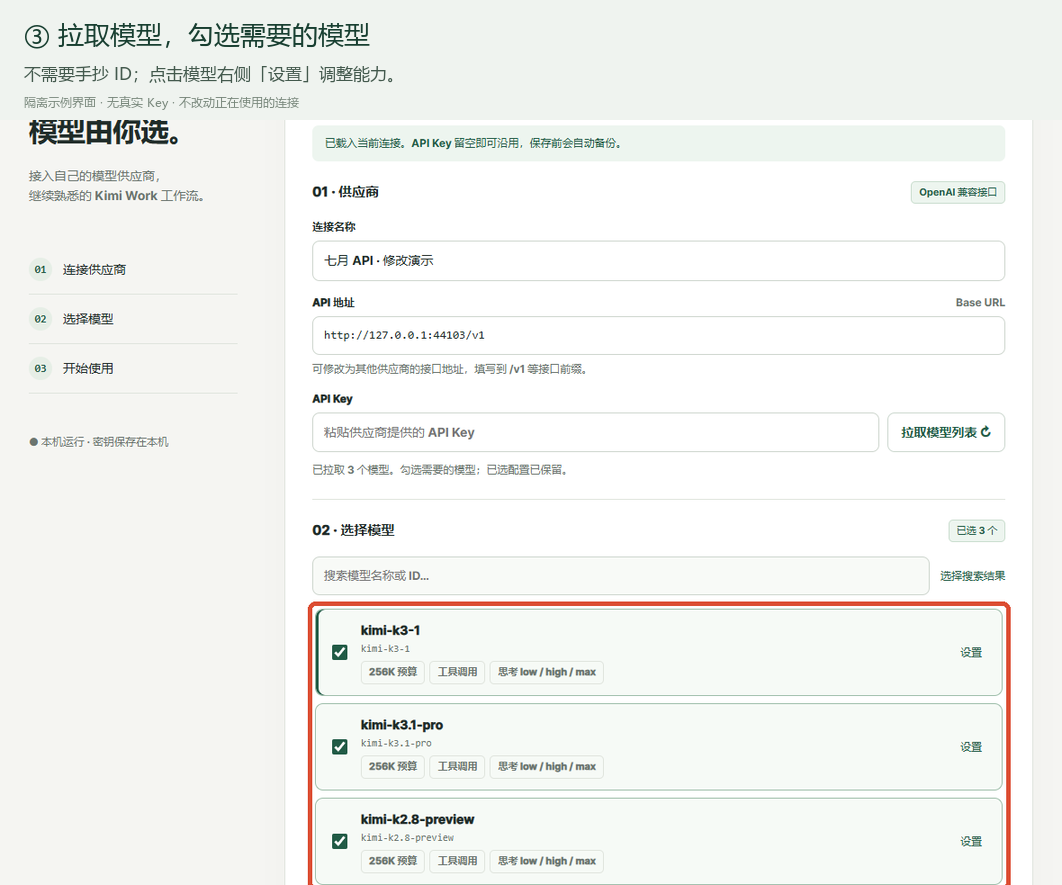 ③ 拉取模型，勾选需要的模型
不需要手抄 ID；点击模型右侧「设置」调整能力。
隔离示例界面 · 无真实 Key · 不改动正在使用的连接
模型由你选。
接入自己的模型供应商，
继续熟悉的 Kimi Work 工作流。
01 连接供应商
02 选择模型
03 开始使用
● 本机运行 · 密钥保存在本机
已载入当前连接。API Key 留空即可沿用，保存前会自动备份。
01 · 供应商
OpenAI 兼容接口
连接名称
七月 API · 修改演示
API 地址
Base URL
http://127.0.0.1:44103/v1
可修改为其他供应商的接口地址，填写到 /v1 等接口前缀。
API Key
粘贴供应商提供的 API Key
拉取模型列表
已拉取 3 个模型。勾选需要的模型；已选配置已保留。
02 · 选择模型
已选 3 个
搜索模型名称或 ID...
选择搜索结果
kimi-k3-1
kimi-k3-1
256K 预算 工具调用 思考 low / high / max
设置
kimi-k3.1-pro
kimi-k3.1-pro
256K 预算 工具调用 思考 low / high / max
设置
kimi-k2.8-preview
kimi-k2.8-preview
256K 预算 工具调用 思考 low / high / max
设置